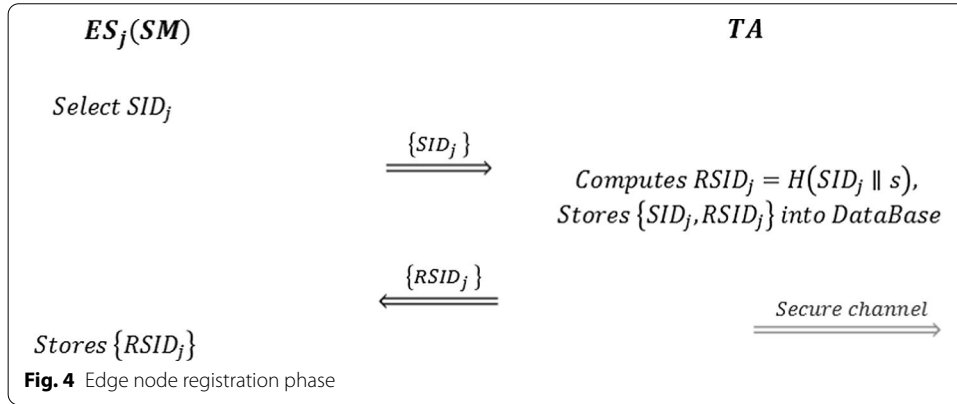 ES_j(SM) TA
Select SID_j
{SID_j}
Computes RSID_j = H(SID_j ∥ s),
Stores {SID_j, RSID_j} into DataBase
{RSID_j}
Secure channel
Stores {RSID_j}
Fig. 4 Edge node registration phase